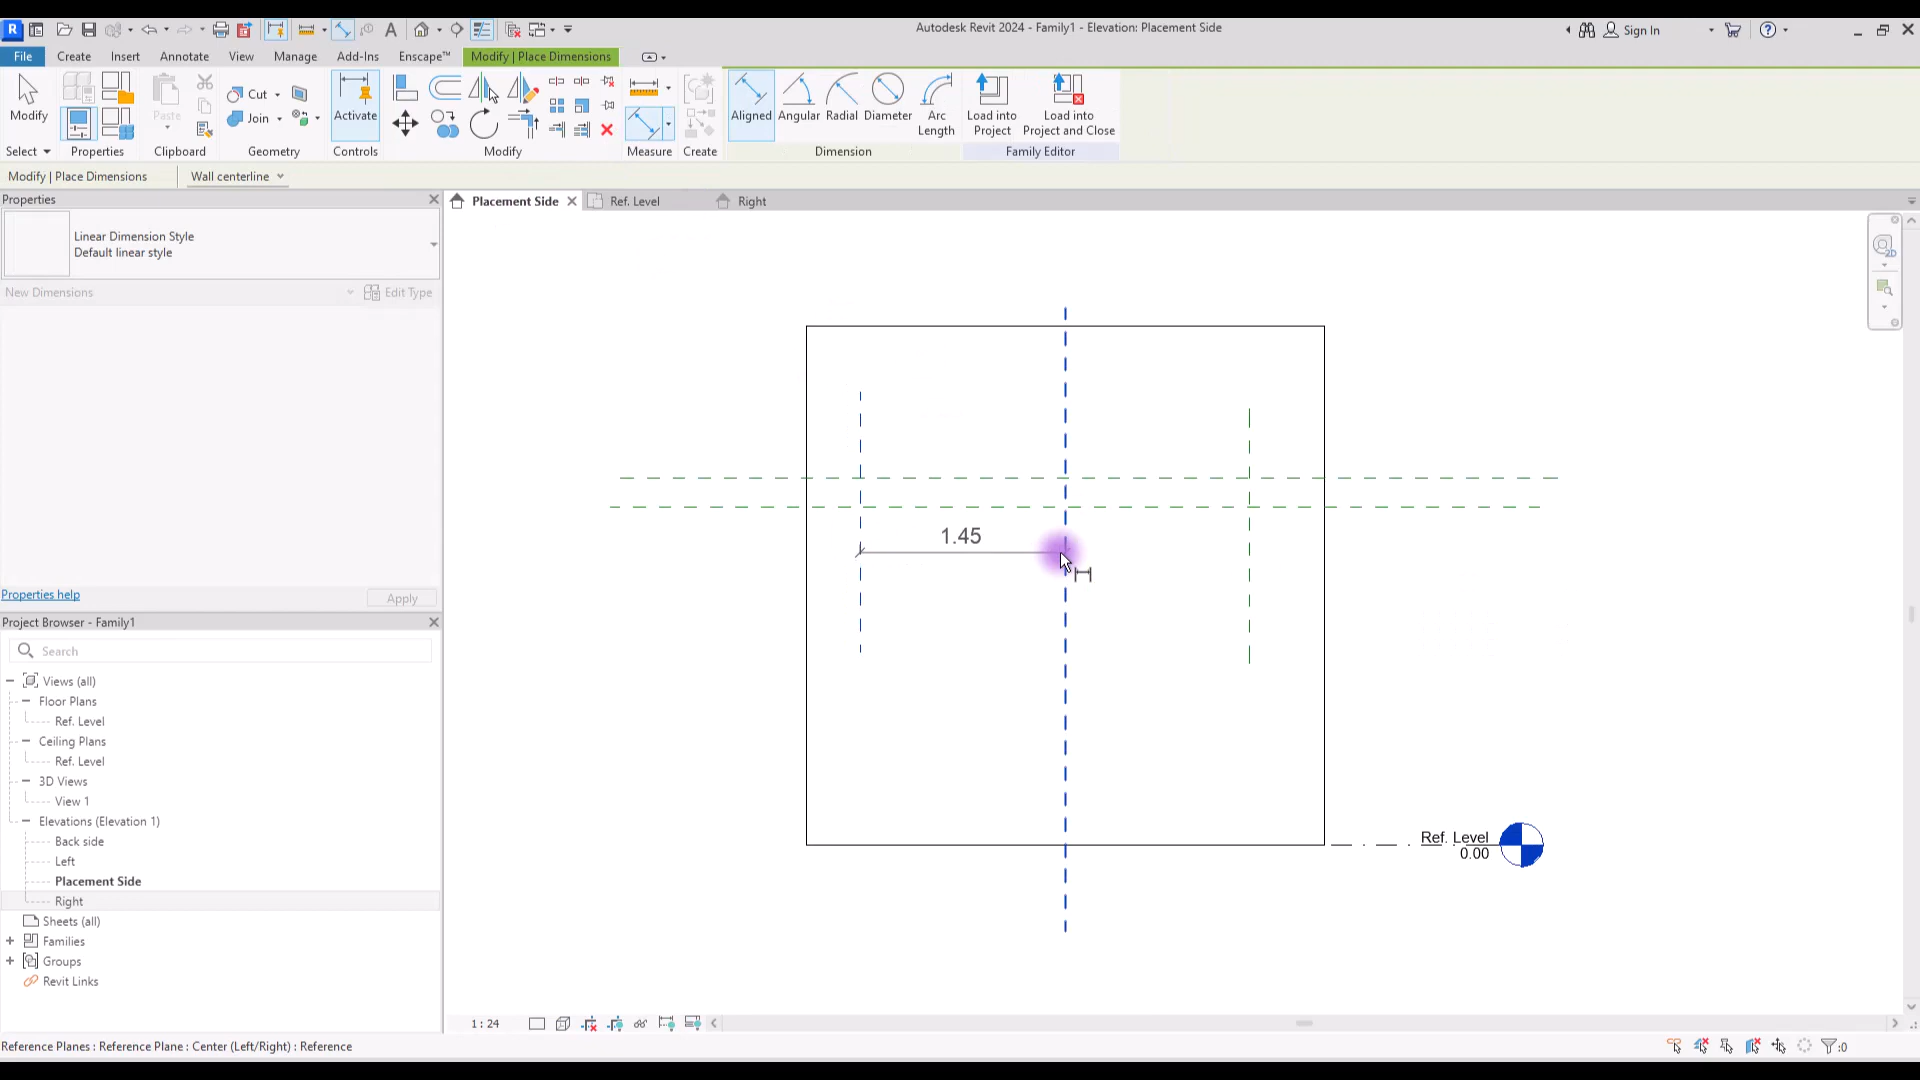 Autodesk Revit 2024 - Family1 - Elevation: Placement Side
Sign In
File Create Insert Annotate View Manage Add-Ins Enscape™ Modify | Place Dimensions
Modify
Paste
Cut
Join
Activate
Aligned Angular Radial Diameter Arc Length
Load into Project
Load into Project and Close
Select Properties Clipboard Geometry Controls Modify Measure Create Dimension Family Editor
Modify | Place Dimensions Wall centerline
Properties
Linear Dimension Style
Default linear style
New Dimensions Edit Type
Properties help Apply
Project Browser - Family1
Search
Views (all)
Floor Plans
Ref. Level
Ceiling Plans
Ref. Level
3D Views
View 1
Elevations (Elevation 1)
Back side
Left
Placement Side
Right
Sheets (all)
Families
Groups
Revit Links
Placement Side Ref. Level Right
1.45
Ref. Level
0.00
1 : 24
Reference Planes : Reference Plane : Center (Left/Right) : Reference
:0